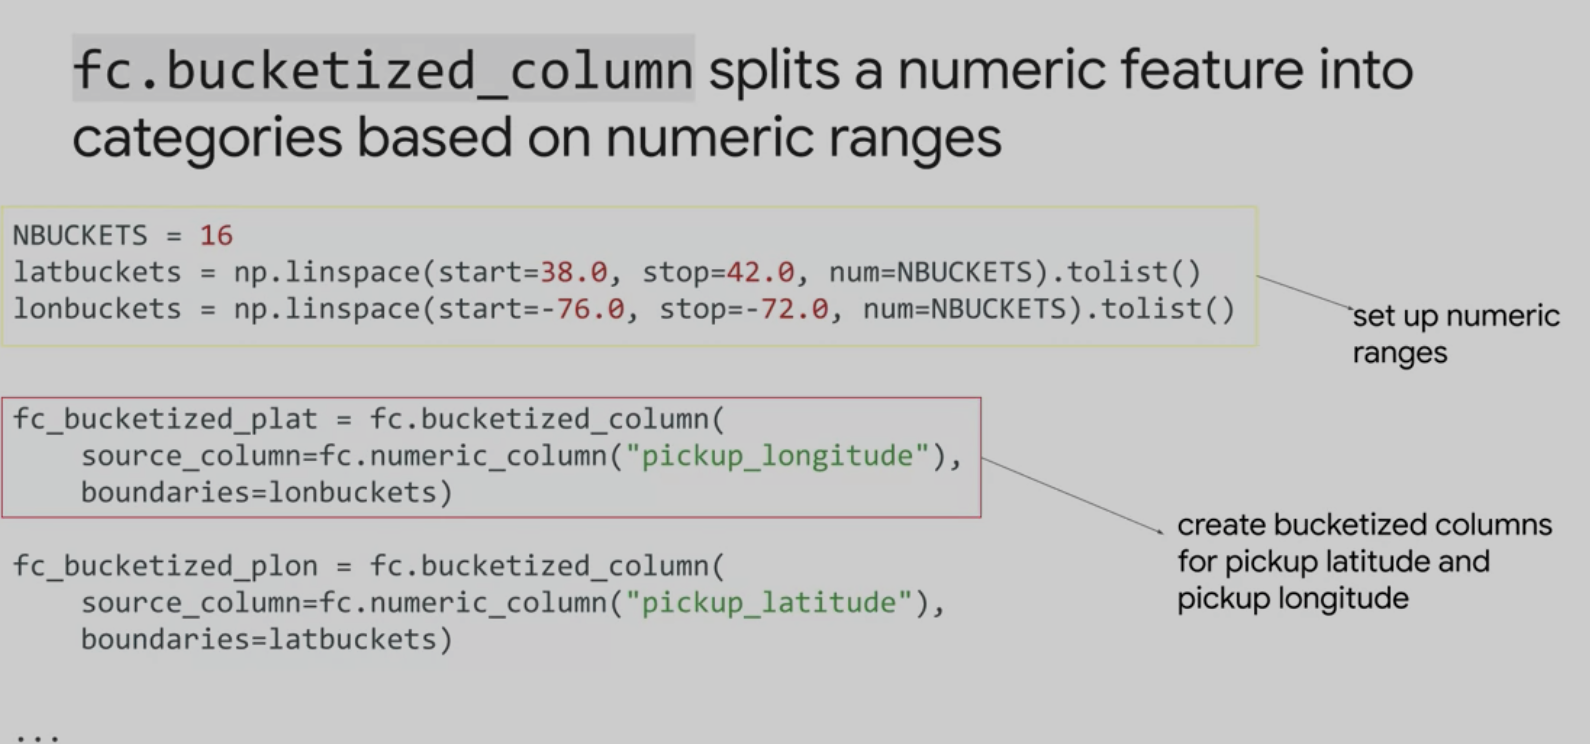 fc.bucketized_column splits a numeric feature into
categories based on numeric ranges
NBUCKETS = 16
latbuckets = np.linspace(start=38.0, stop=42.0, num=NBUCKETS).tolist()
lonbuckets = np.linspace(start=-76.0, stop=-72.0, num=NBUCKETS).tolist()
set up numeric
ranges
fc_bucketized_plat = fc.bucketized_column(
    source_column=fc.numeric_column("pickup_longitude"),
    boundaries=lonbuckets)
create bucketized columns
for pickup latitude and
pickup longitude
fc_bucketized_plon = fc.bucketized_column(
    source_column=fc.numeric_column("pickup_latitude"),
    boundaries=latbuckets)
...